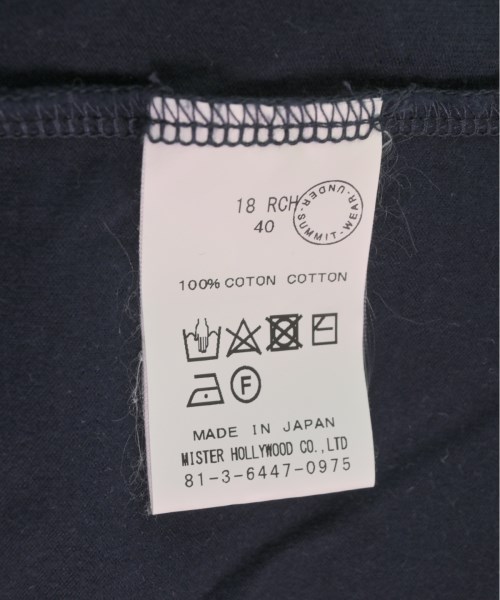 18 RCH
40
UNDER·SUMMIT·WEAR·
100% COTON COTTON
F
MADE IN JAPAN
MISTER HOLLYWOOD CO.,LTD
81-3-6447-0975